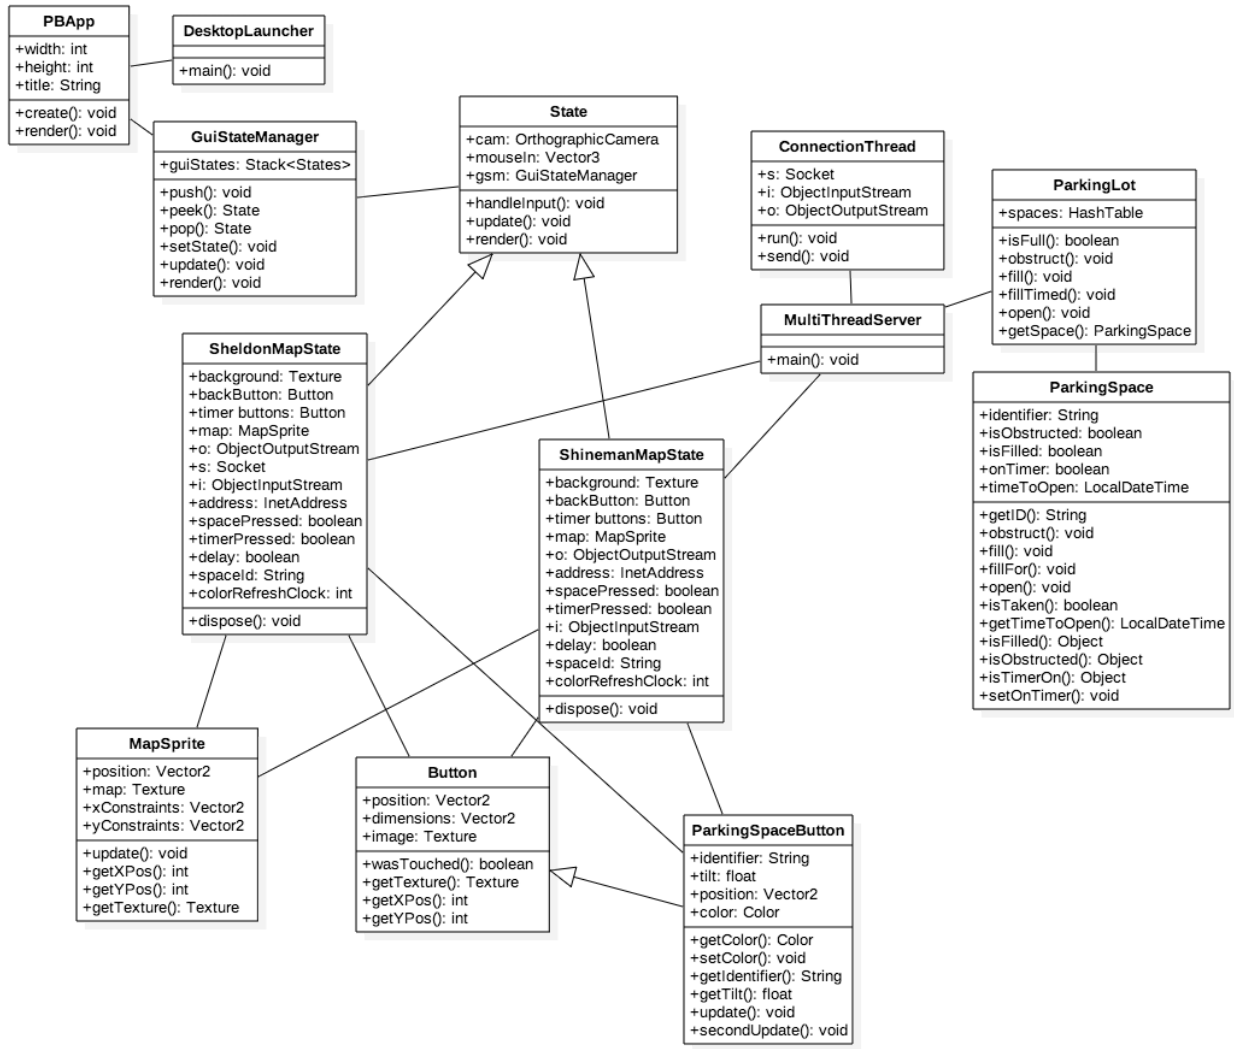 PBApp
+width: int
+height: int
+title: String
+create(): void
+render(): void
DesktopLauncher
+main(): void
GuiStateManager
+guiStates: Stack<States>
+push(): void
+peek(): State
+pop(): State
+setState(): void
+update(): void
+render(): void
State
+cam: OrthographicCamera
+mouseIn: Vector3
+gsm: GuiStateManager
+handleInput(): void
+update(): void
+render(): void
ConnectionThread
+s: Socket
+i: ObjectInputStream
+o: ObjectOutputStream
+run(): void
+send(): void
ParkingLot
+spaces: HashTable
+isFull(): boolean
+obstruct(): void
+fill(): void
+fillTimed(): void
+open(): void
+getSpace(): ParkingSpace
MultiThreadServer
+main(): void
SheldonMapState
+background: Texture
+backButton: Button
+timer buttons: Button
+map: MapSprite
+o: ObjectOutputStream
+s: Socket
+i: ObjectInputStream
+address: InetAddress
+spacePressed: boolean
+timerPressed: boolean
+delay: boolean
+spaceId: String
+colorRefreshClock: int
+dispose(): void
ShinemanMapState
+background: Texture
+backButton: Button
+timer buttons: Button
+map: MapSprite
+o: ObjectOutputStream
+address: InetAddress
+spacePressed: boolean
+timerPressed: boolean
+i: ObjectInputStream
+delay: boolean
+spaceId: String
+colorRefreshClock: int
+dispose(): void
ParkingSpace
+identifier: String
+isObstructed: boolean
+isFilled: boolean
+onTimer: boolean
+timeToOpen: LocalDateTime
+getID(): String
+obstruct(): void
+fill(): void
+fillFor(): void
+open(): void
+isTaken(): boolean
+getTimeToOpen(): LocalDateTime
+isFilled(): Object
+isObstructed(): Object
+isTimerOn(): Object
+setOnTimer(): void
MapSprite
+position: Vector2
+map: Texture
+xConstraints: Vector2
+yConstraints: Vector2
+update(): void
+getXPos(): int
+getYPos(): int
+getTexture(): Texture
Button
+position: Vector2
+dimensions: Vector2
+image: Texture
+wasTouched(): boolean
+getTexture(): Texture
+getXPos(): int
+getYPos(): int
ParkingSpaceButton
+identifier: String
+tilt: float
+position: Vector2
+color: Color
+getColor(): Color
+setColor(): void
+getIdentifier(): String
+getTilt(): float
+update(): void
+secondUpdate(): void